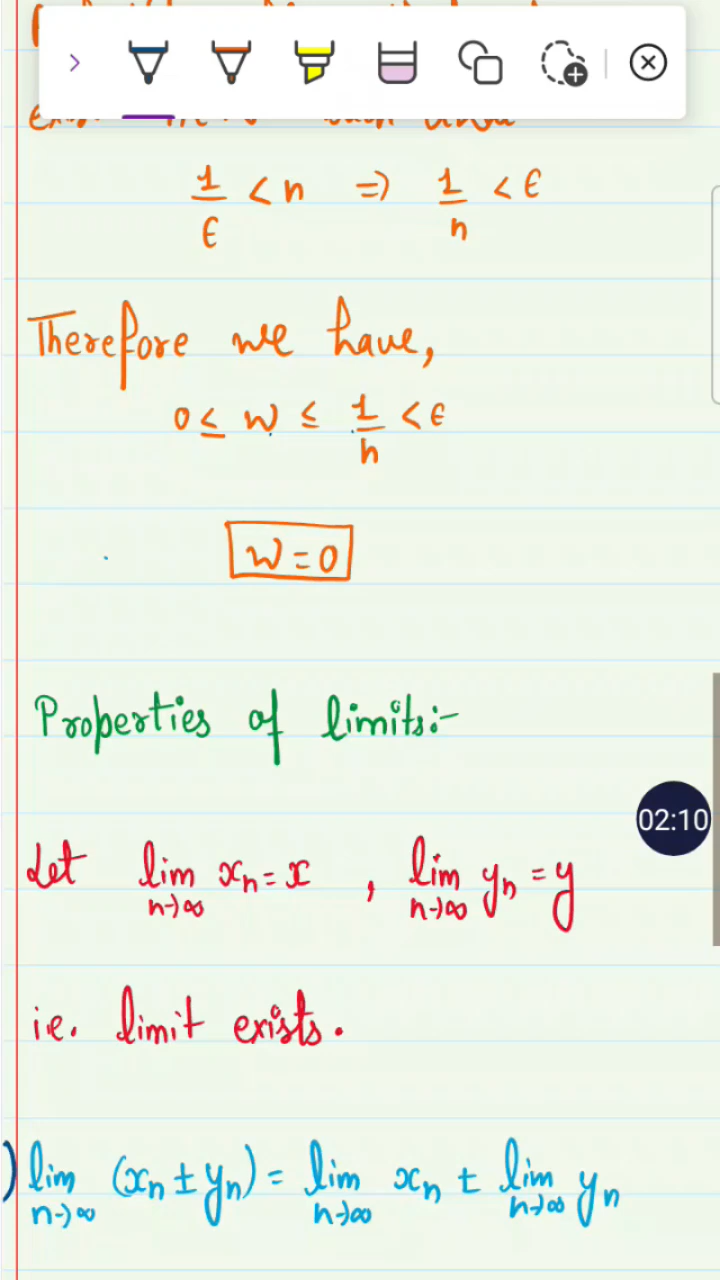 1/ε < n => 1/n < ε
Therefore we have,
0 ≤ w ≤ 1/n < ε
w = 0
Properties of limits:-
02:10
Let lim n→∞ xn = x , lim n→∞ yn = y
i.e. limit exists.
) lim n→∞ (xn ± yn) = lim n→∞ xn ± lim n→∞ yn